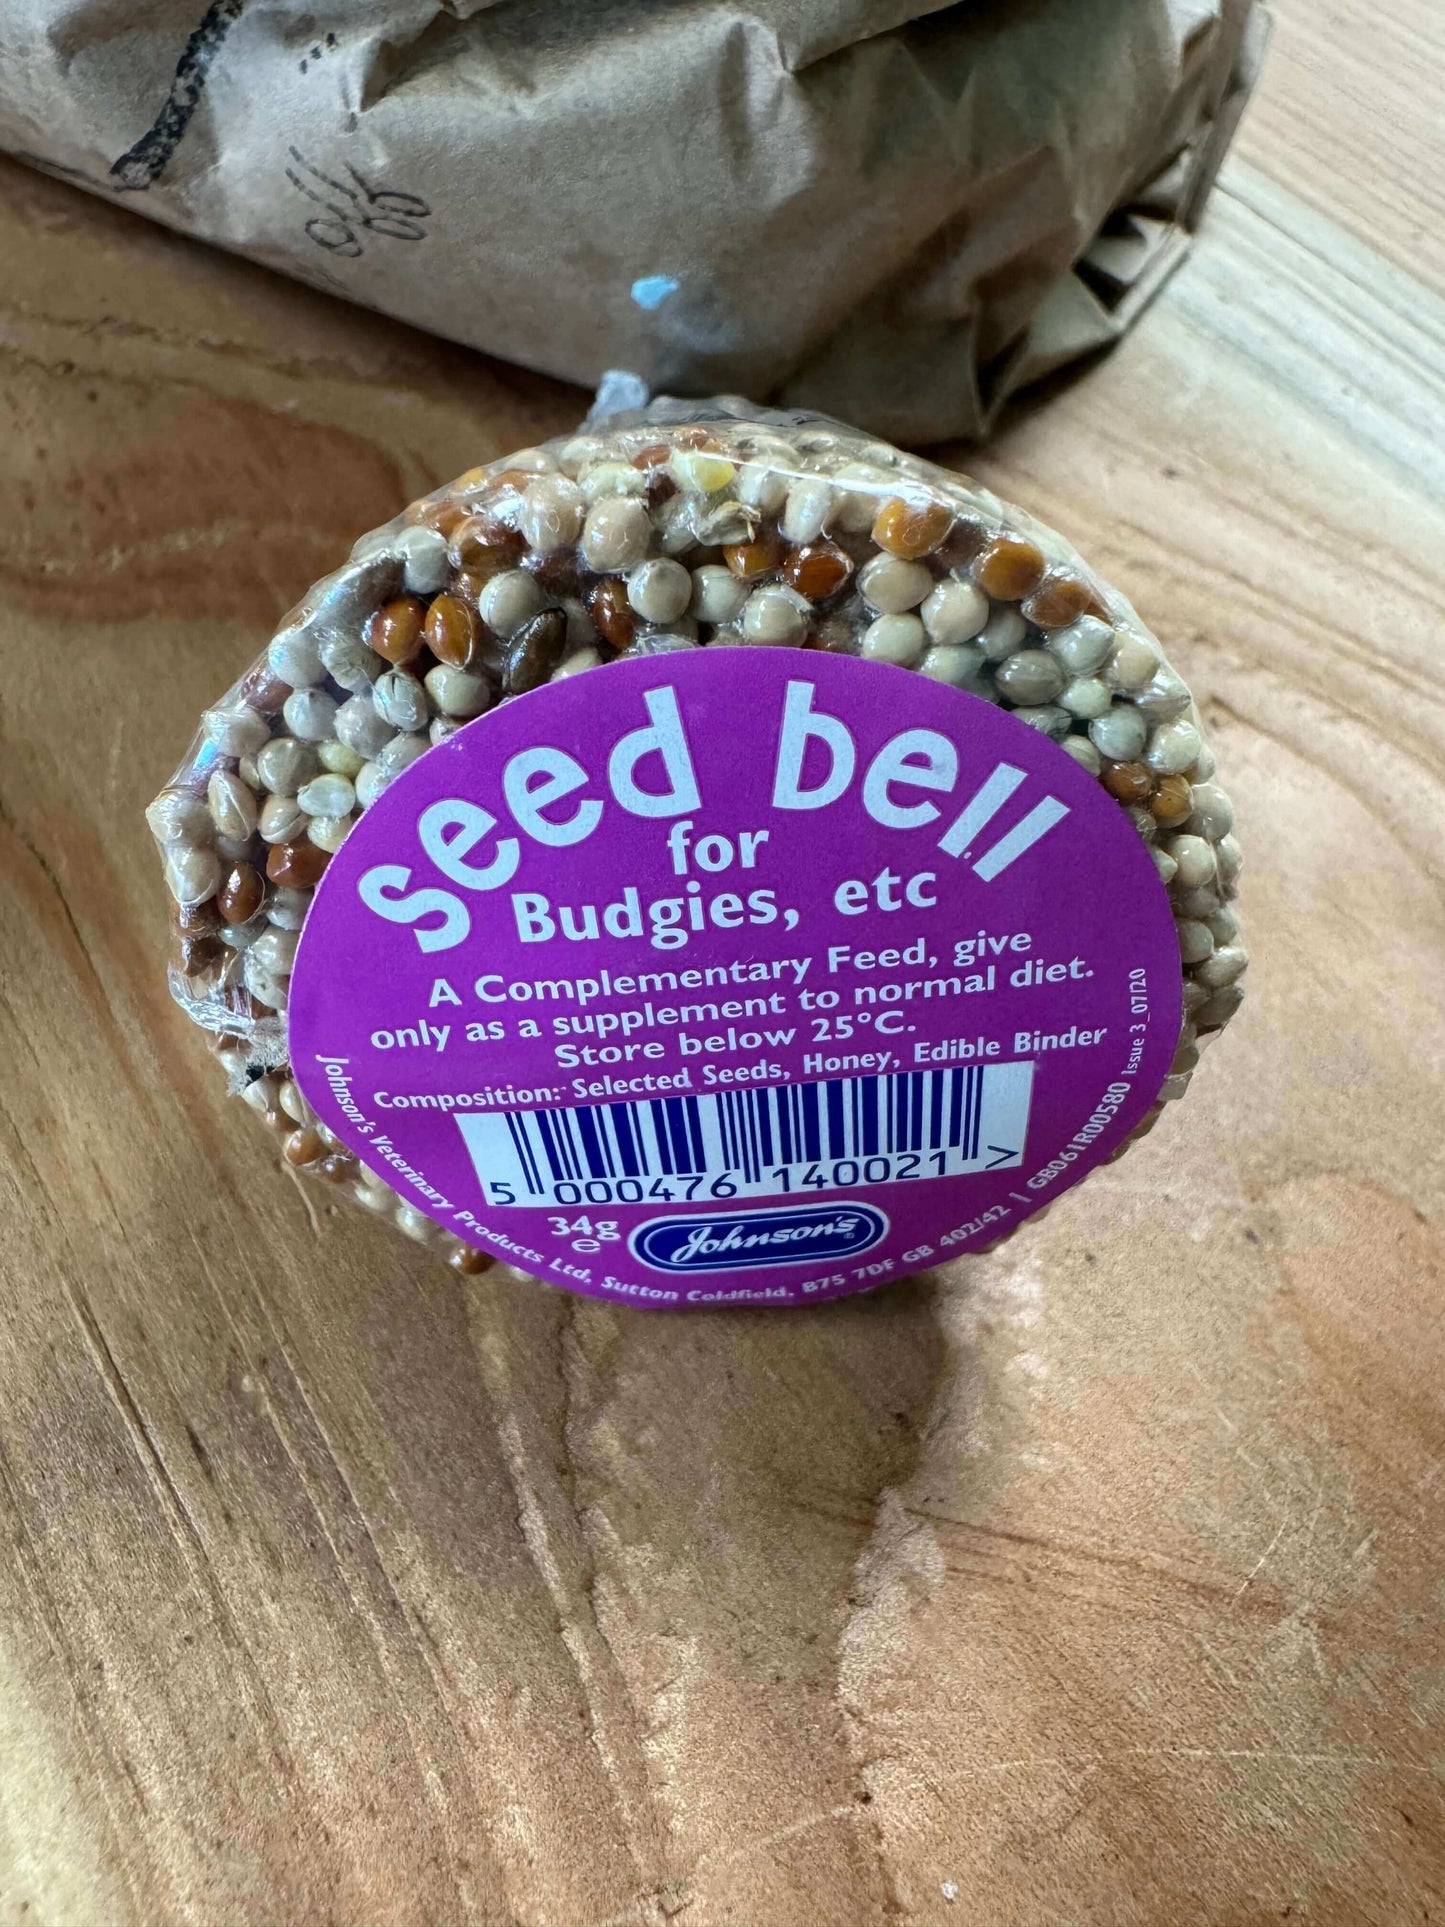 seed bell
for
Budgies, etc
A Complementary Feed, give
only as a supplement to normal diet.
Store below 25°C.
Composition: Selected Seeds, Honey, Edible Binder
5 000476 140021 >
34g
e
Johnson's
Johnson's Veterinary Products Ltd, Sutton Coldfield, B75 7DF GB 402/42 | GB061R00580 Issue 3_07/20